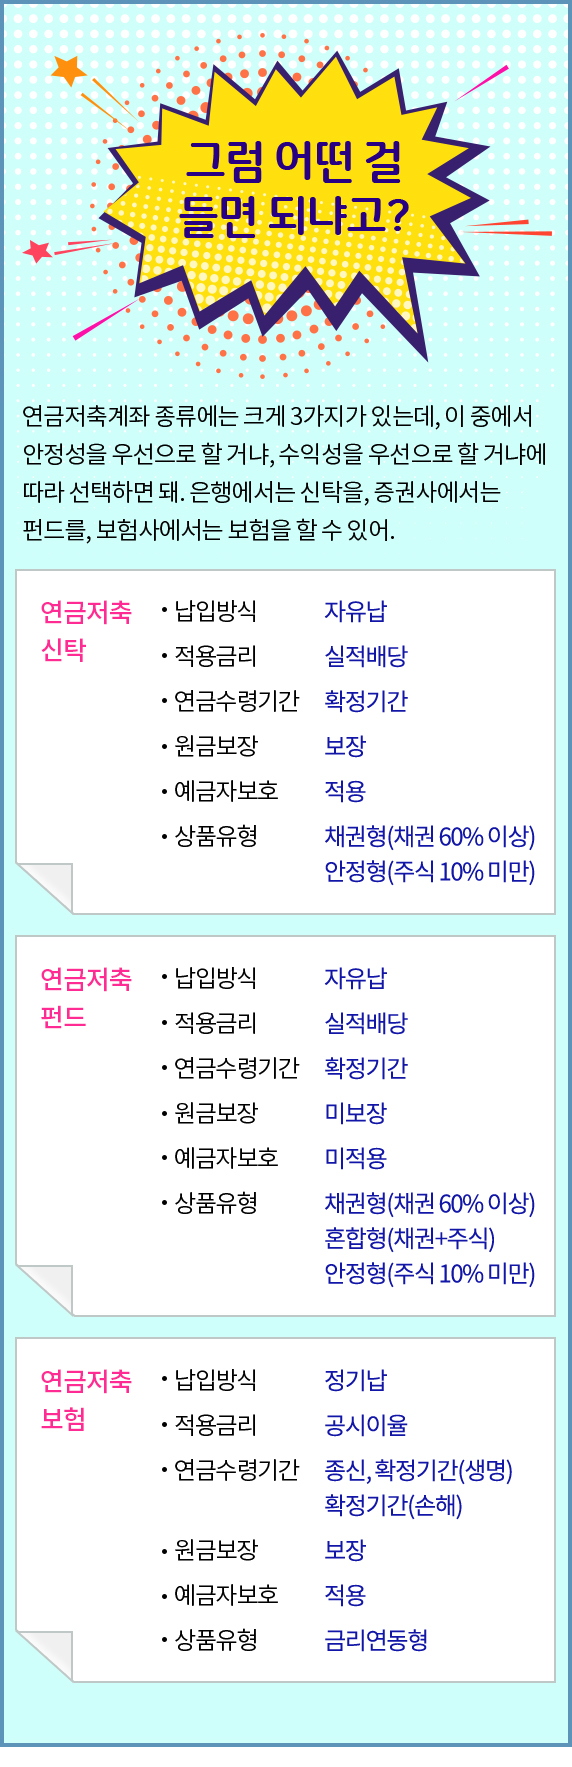 그럼 어떤 걸
들면 되냐고?
연금저축계좌 종류에는 크게 3가지가 있는데, 이 중에서
안정성을 우선으로 할 거냐, 수익성을 우선으로 할 거냐에
따라 선택하면 돼. 은행에서는 신탁을, 증권사에서는
펀드를, 보험사에서는 보험을 할 수 있어.
연금저축
신탁
• 납입방식 자유납
• 적용금리 실적배당
• 연금수령기간 확정기간
• 원금보장 보장
• 예금자보호 적용
• 상품유형 채권형(채권 60% 이상)
안정형(주식 10% 미만)
연금저축
펀드
• 납입방식 자유납
• 적용금리 실적배당
• 연금수령기간 확정기간
• 원금보장 미보장
• 예금자보호 미적용
• 상품유형 채권형(채권 60% 이상)
혼합형(채권+주식)
안정형(주식 10% 미만)
연금저축
보험
• 납입방식 정기납
• 적용금리 공시이율
• 연금수령기간 종신, 확정기간(생명)
확정기간(손해)
• 원금보장 보장
• 예금자보호 적용
• 상품유형 금리연동형